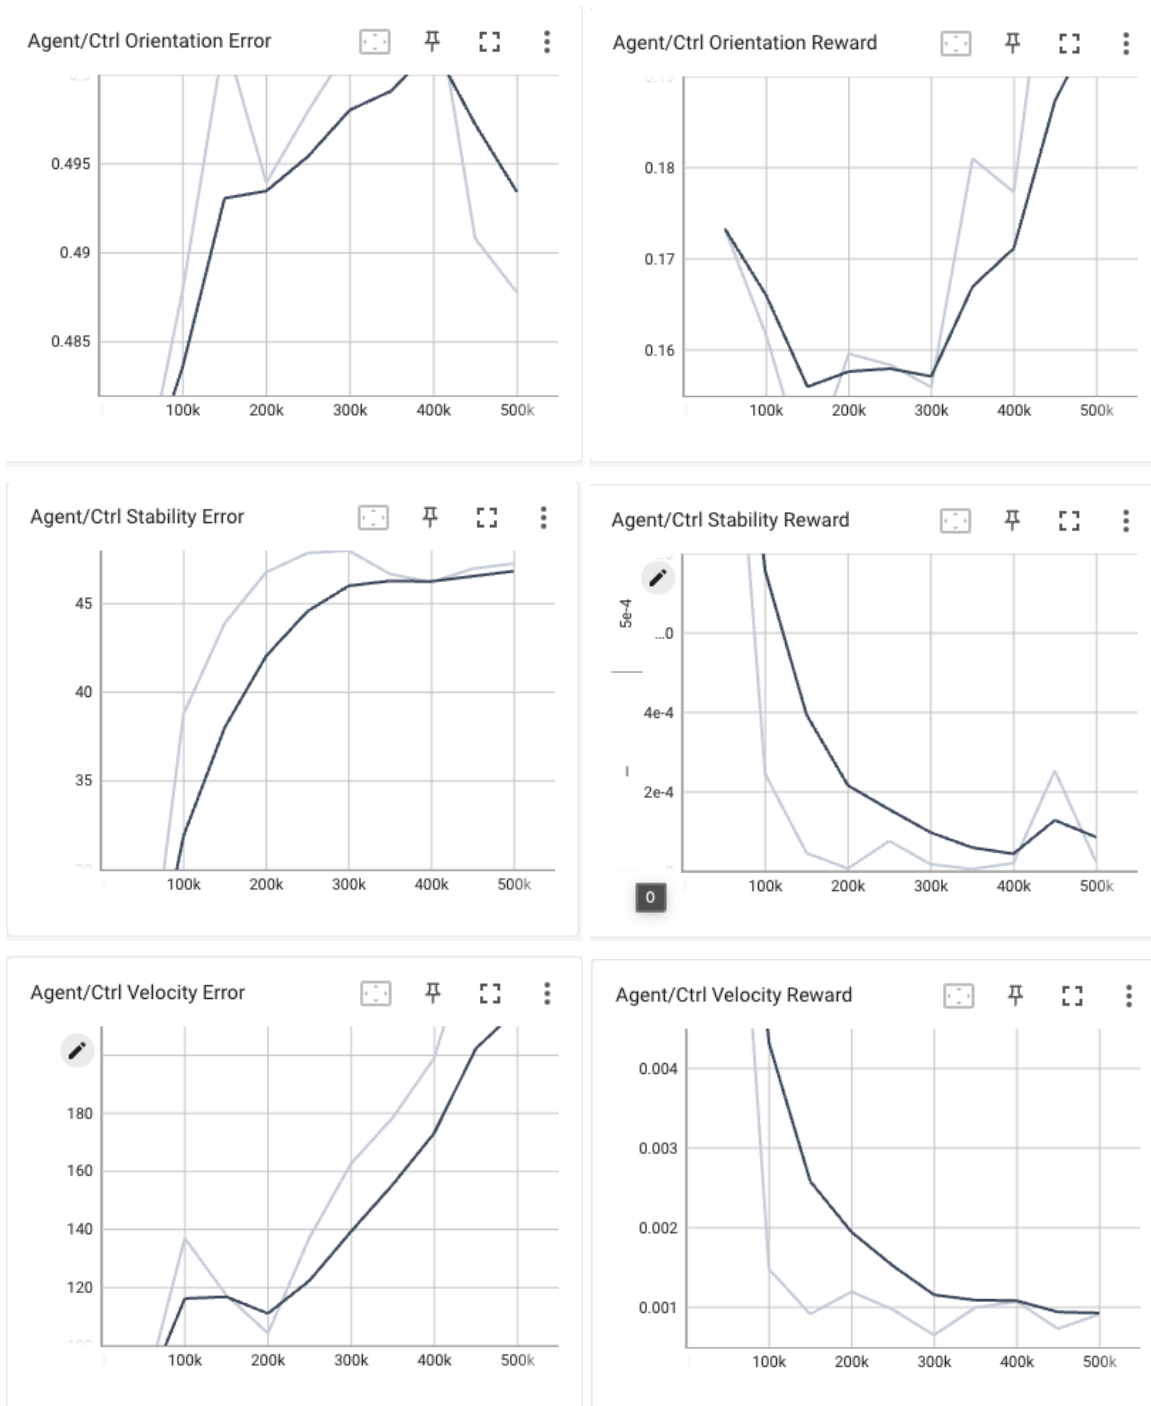 Agent/Ctrl Orientation Error
0.495
0.49
0.485
100k 200k 300k 400k 500k
Agent/Ctrl Orientation Reward
0.18
0.17
0.16
100k 200k 300k 400k 500k
Agent/Ctrl Stability Error
45
40
35
100k 200k 300k 400k 500k
Agent/Ctrl Stability Reward
5e-4
...0
4e-4
2e-4
0
100k 200k 300k 400k 500k
Agent/Ctrl Velocity Error
180
160
140
120
100k 200k 300k 400k 500k
Agent/Ctrl Velocity Reward
0.004
0.003
0.002
0.001
100k 200k 300k 400k 500k